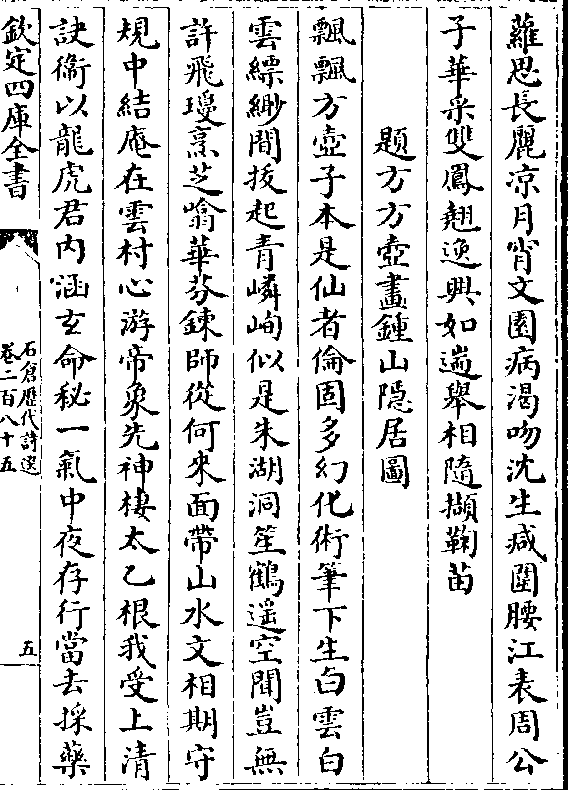 蘿思長麗凉月宵文園病渴吻沈生減圍腰江表周公
子華采雙鳳翹逸興如遄舉相隨擷鞠苗
題方方壺畫鍾山隱居圖
飄飄方壺子本是仙者倫固多幻化術筆下生白雲白
雲縹緲間拔起青嶙峋似是朱湖洞笙鶴遥空聞豈無
許飛瓊烹芝嗡華芬鍊師從何來面帶山水文相期守
規中結庵在雲村心游帝象先神棲太乙根我受上清
訣衞以龍虎君内涵玄命秘一氣中夜存行當去採藥
欽定四庫全書
石倉歷代詩選
卷二百八十五
五